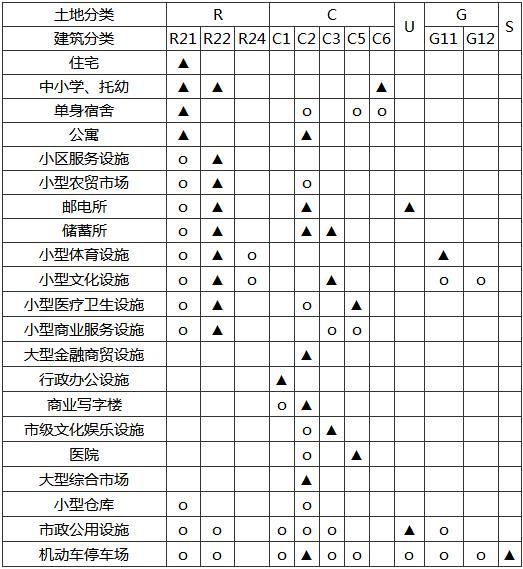 土地分类 R C U G S
建筑分类 R21 R22 R24 C1 C2 C3 C5 C6 G11 G12
住宅 ▲
中小学、托幼 ▲ ▲ ▲
单身宿舍 ▲ o o o
公寓 ▲ ▲
小区服务设施 o ▲
小型农贸市场 o ▲ o
邮电所 o ▲ ▲ ▲
储蓄所 o ▲ ▲ ▲
小型体育设施 o ▲ o ▲
小型文化设施 o ▲ o ▲ o o
小型医疗卫生设施 o ▲ o ▲
小型商业服务设施 o ▲ o o
大型金融商贸设施 ▲
行政办公设施 ▲
商业写字楼 o ▲
市级文化娱乐设施 o ▲
医院 o ▲
大型综合市场 ▲
小型仓库 o o
市政公用设施 o o o o o ▲ o
机动车停车场 o o o ▲ o o o o o ▲